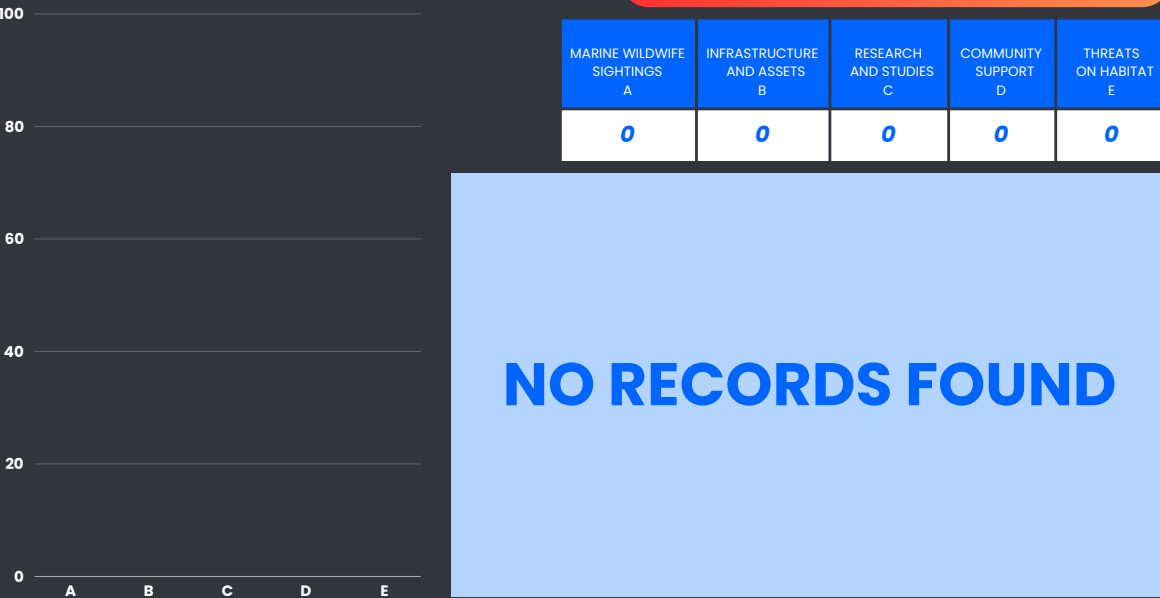 100
80
60
40
20
0
A B C D E
MARINE WILDWIFE SIGHTINGS A
INFRASTRUCTURE AND ASSETS B
RESEARCH AND STUDIES C
COMMUNITY SUPPORT D
THREATS ON HABITAT E
0 0 0 0 0
NO RECORDS FOUND